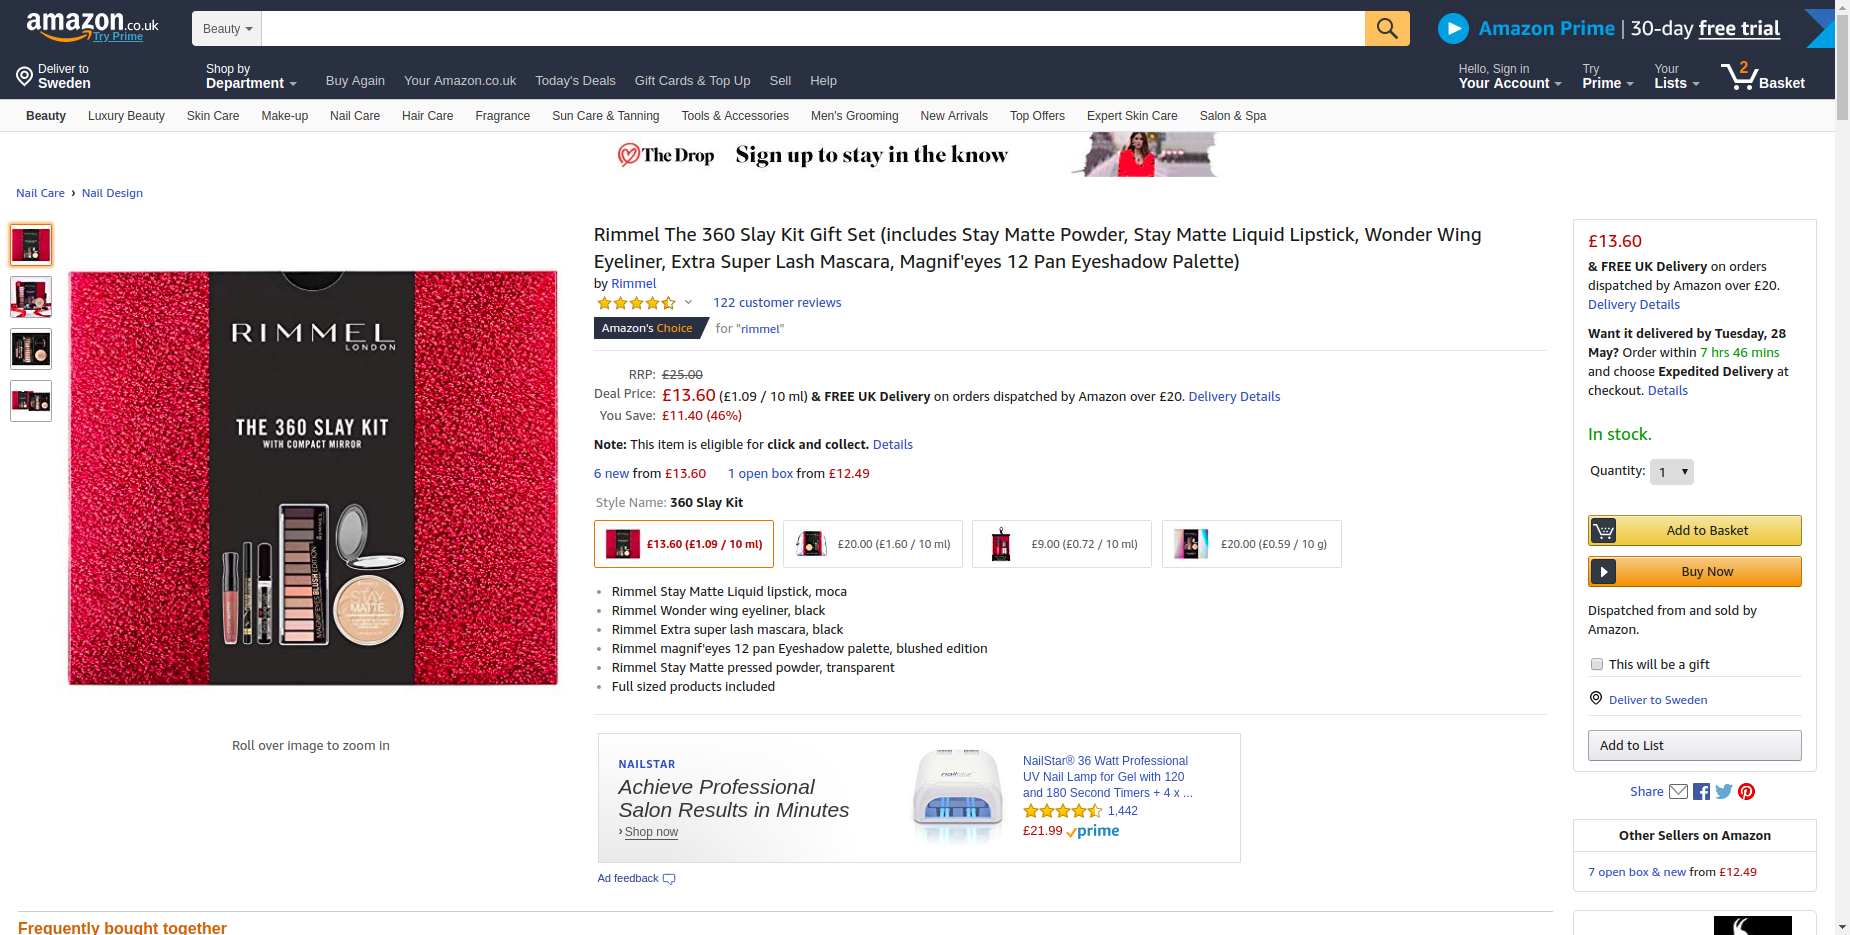 amazon.co.uk
Try Prime
Beauty
Amazon Prime | 30-day free trial
Deliver to
Sweden
Shop by
Department
Buy Again
Your Amazon.co.uk
Today's Deals
Gift Cards & Top Up
Sell
Help
Hello, Sign in
Your Account
Try
Prime
Your
Lists
2
Basket
Beauty
Luxury Beauty
Skin Care
Make-up
Nail Care
Hair Care
Fragrance
Sun Care & Tanning
Tools & Accessories
Men's Grooming
New Arrivals
Top Offers
Expert Skin Care
Salon & Spa
The Drop
Sign up to stay in the know
Nail Care › Nail Design
RIMMEL
LONDON
THE 360 SLAY KIT
WITH COMPACT MIRROR
RIMMEL
MAGNIF'EYES BLUSH EDITION
STAY
MATTE
Roll over image to zoom in
Rimmel The 360 Slay Kit Gift Set (includes Stay Matte Powder, Stay Matte Liquid Lipstick, Wonder Wing
Eyeliner, Extra Super Lash Mascara, Magnif'eyes 12 Pan Eyeshadow Palette)
by Rimmel
122 customer reviews
Amazon's Choice for "rimmel"
RRP: £25.00
Deal Price: £13.60 (£1.09 / 10 ml) & FREE UK Delivery on orders dispatched by Amazon over £20. Delivery Details
You Save: £11.40 (46%)
Note: This item is eligible for click and collect. Details
6 new from £13.60 1 open box from £12.49
Style Name: 360 Slay Kit
£13.60 (£1.09 / 10 ml)
£20.00 (£1.60 / 10 ml)
£9.00 (£0.72 / 10 ml)
£20.00 (£0.59 / 10 g)
Rimmel Stay Matte Liquid lipstick, moca
Rimmel Wonder wing eyeliner, black
Rimmel Extra super lash mascara, black
Rimmel magnif'eyes 12 pan Eyeshadow palette, blushed edition
Rimmel Stay Matte pressed powder, transparent
Full sized products included
NAILSTAR
Achieve Professional
Salon Results in Minutes
› Shop now
nailstar
NailStar® 36 Watt Professional
UV Nail Lamp for Gel with 120
and 180 Second Timers + 4 x ...
1,442
£21.99 prime
Ad feedback
£13.60
& FREE UK Delivery on orders
dispatched by Amazon over £20.
Delivery Details
Want it delivered by Tuesday, 28
May? Order within 7 hrs 46 mins
and choose Expedited Delivery at
checkout. Details
In stock.
Quantity: 1
Add to Basket
Buy Now
Dispatched from and sold by
Amazon.
This will be a gift
Deliver to Sweden
Add to List
Share
Other Sellers on Amazon
7 open box & new from £12.49
Frequently bought together